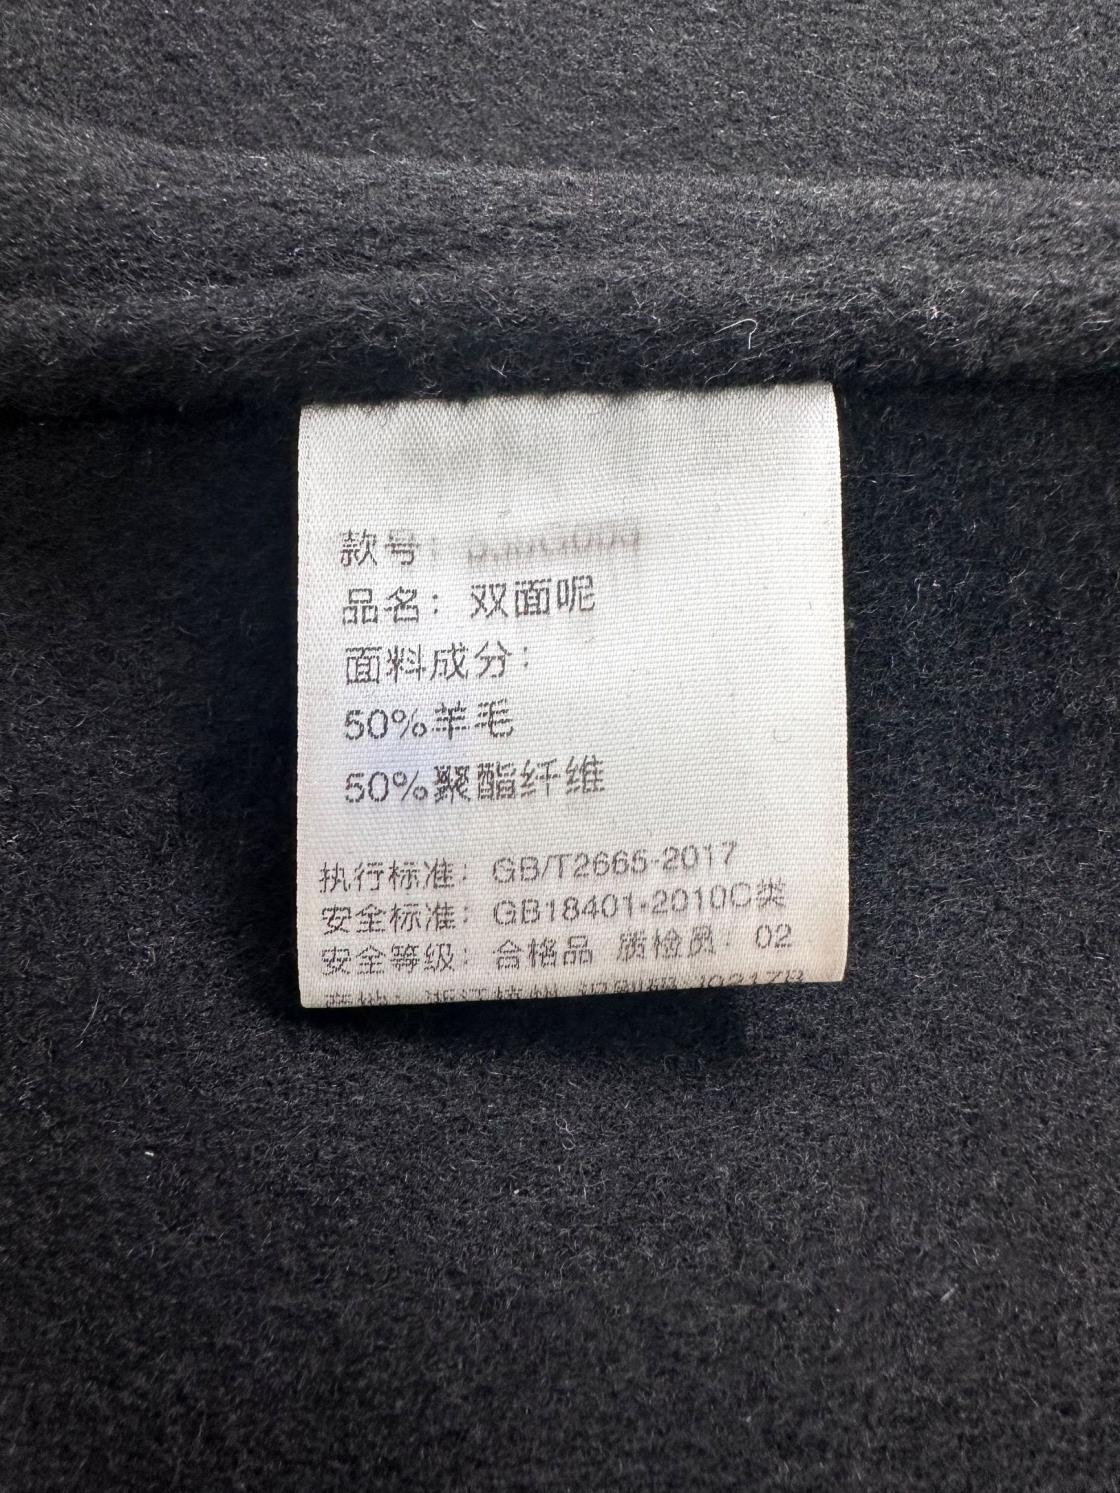 款号：
品名：双面呢
面料成分：
50%羊毛
50%聚酯纤维
执行标准：GB/T2665-2017
安全标准：GB18401-2010C类
安全等级：合格品 质检员：02